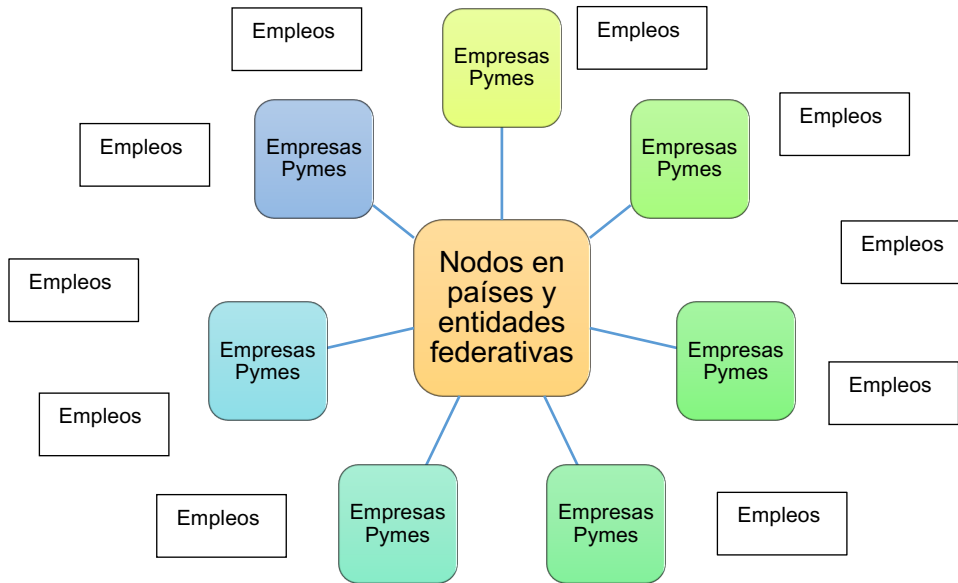 Empleos
Empresas
Pymes
Empleos
Empleos
Empresas
Pymes
Empresas
Pymes
Empleos
Nodos en
países y
entidades
federativas
Empleos
Empleos
Empresas
Pymes
Empresas
Pymes
Empleos
Empleos
Empleos
Empresas
Pymes
Empresas
Pymes
Empleos